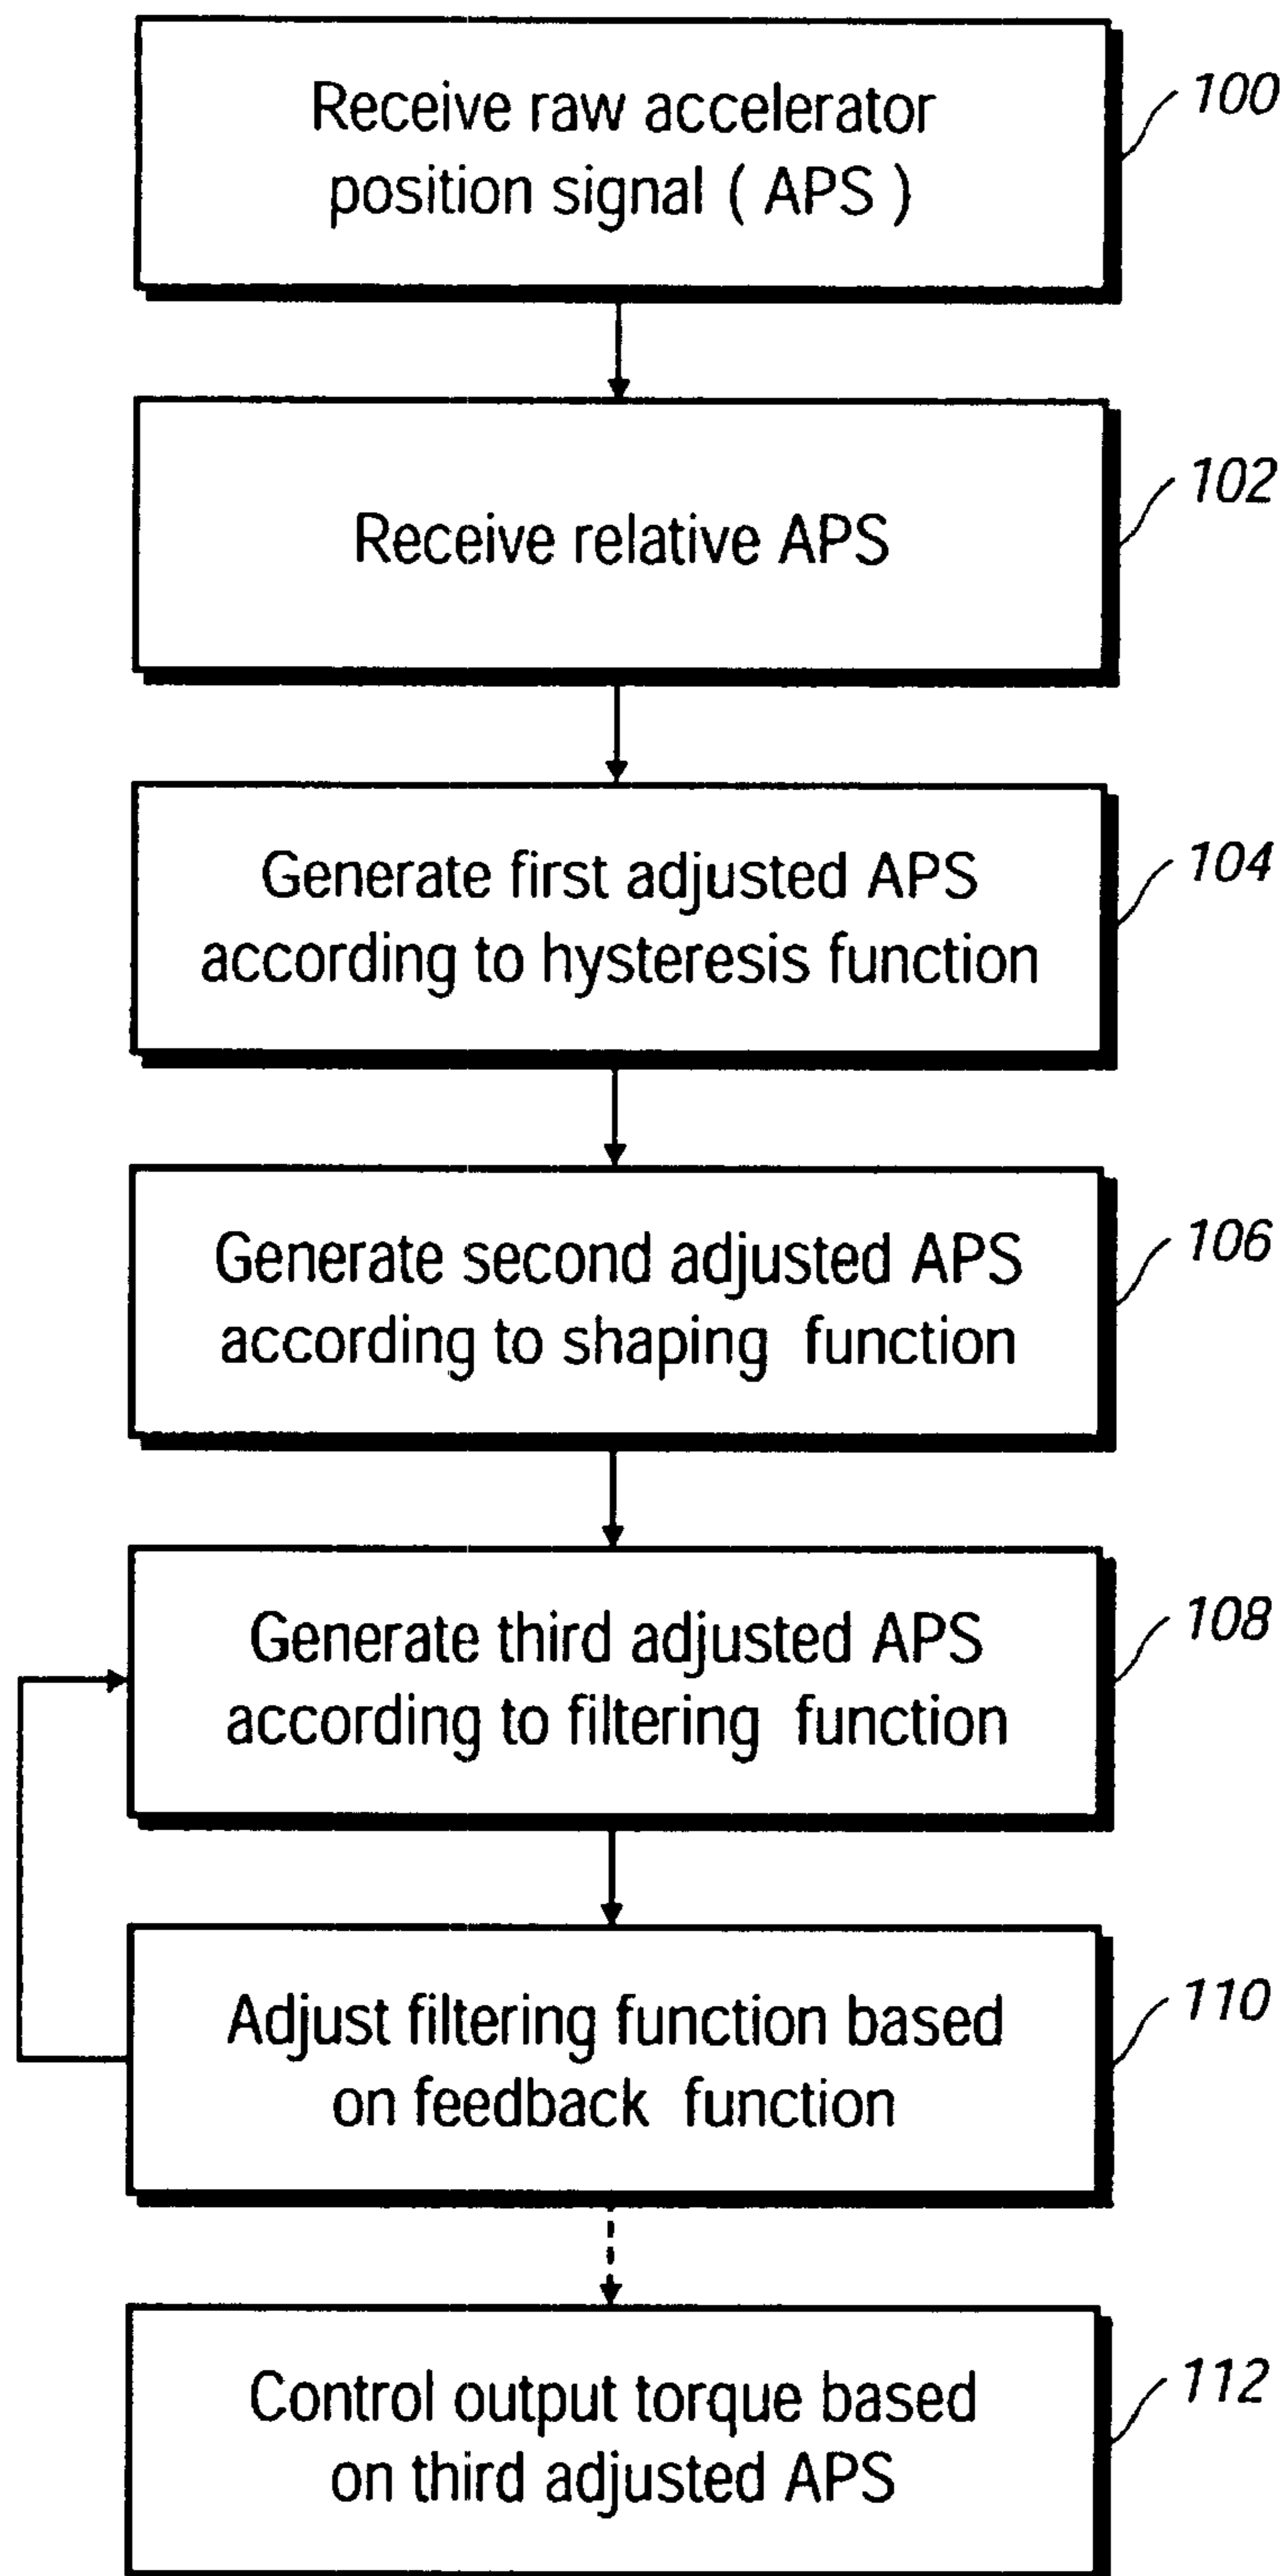 Receive raw accelerator
position signal ( APS )
100
Receive relative APS
102
Generate first adjusted APS
according to hysteresis function
104
Generate second adjusted APS
according to shaping function
106
Generate third adjusted APS
according to filtering function
108
Adjust filtering function based
on feedback function
110
Control output torque based
on third adjusted APS
112